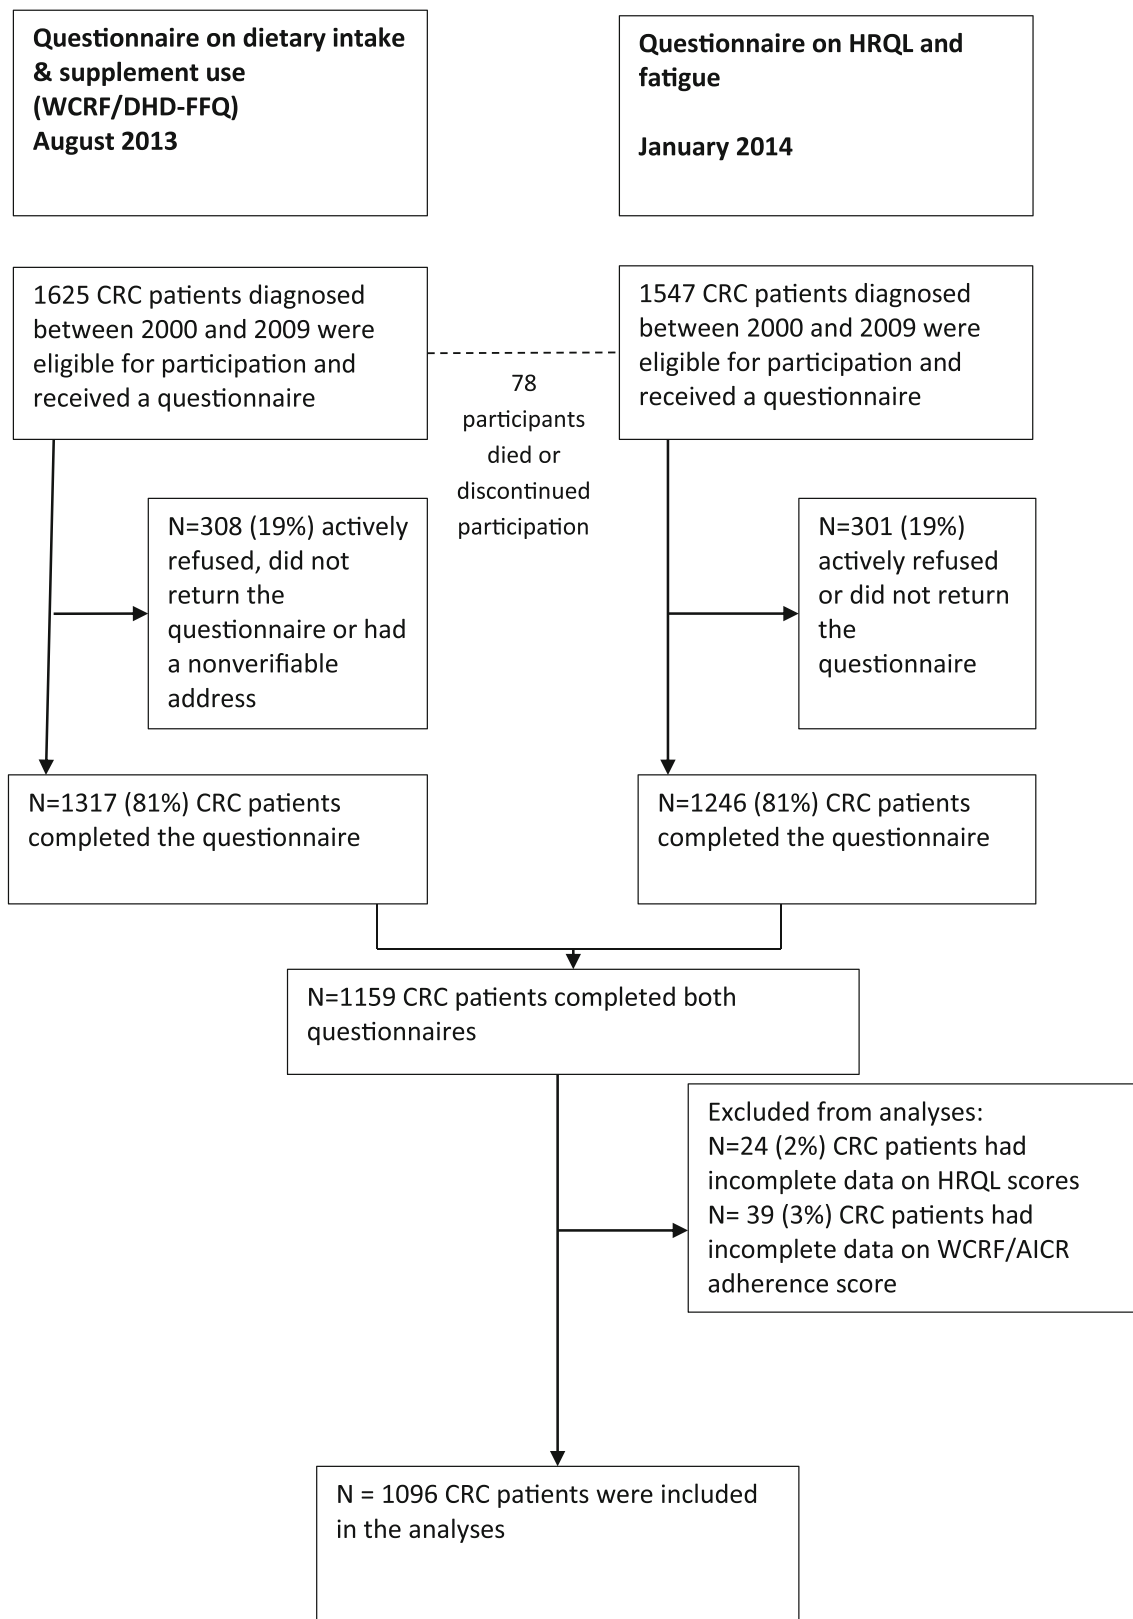 Questionnaire on dietary intake
& supplement use
(WCRF/DHD-FFQ)
August 2013
Questionnaire on HRQL and
fatigue
January 2014
1625 CRC patients diagnosed
between 2000 and 2009 were
eligible for participation and
received a questionnaire
78
participants
died or
discontinued
participation
1547 CRC patients diagnosed
between 2000 and 2009 were
eligible for participation and
received a questionnaire
N=308 (19%) actively
refused, did not
return the
questionnaire or had
a nonverifiable
address
N=301 (19%)
actively refused
or did not return
the
questionnaire
N=1317 (81%) CRC patients
completed the questionnaire
N=1246 (81%) CRC patients
completed the questionnaire
N=1159 CRC patients completed both
questionnaires
Excluded from analyses:
N=24 (2%) CRC patients had
incomplete data on HRQL scores
N= 39 (3%) CRC patients had
incomplete data on WCRF/AICR
adherence score
N = 1096 CRC patients were included
in the analyses